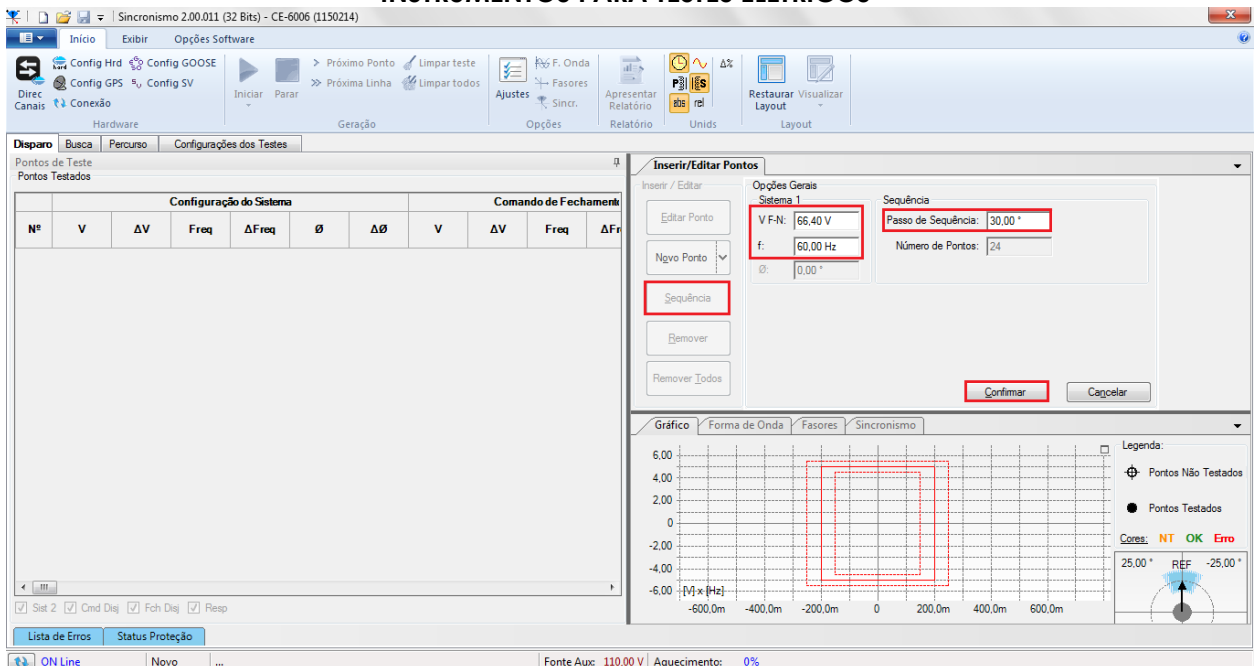 INSTRUMENTOS PARA TESTES ELÉTRICOS
Sincronismo 2.00.011 (32 Bits) - CE-6006 (1150214)
Início Exibir Opções Software
Direc Canais
Config Hrd
Config GOOSE
Config GPS
Config SV
Conexão
Hardware
Iniciar
Parar
Próximo Ponto
Limpar teste
Próxima Linha
Limpar todos
Geração
Ajustes
F. Onda
Fasores
Sincr.
Opções
Apresentar Relatório
Relatório
Δ%
abs rel
Unids
Restaurar Layout
Visualizar
Layout
Disparo Busca Percurso Configurações dos Testes
Pontos de Teste
Pontos Testados
Configuração do Sistema Comando de Fechamento
Nº V ΔV Freq ΔFreq Ø ΔØ V ΔV Freq ΔFr
Sist 2 Cmd Disj Fch Disj Resp
Inserir/Editar Pontos
Inserir / Editar
Editar Ponto
Novo Ponto
Sequência
Remover
Remover Todos
Opções Gerais
Sistema 1
V F-N: 66,40 V
f: 60,00 Hz
Ø: 0,00 °
Sequência
Passo de Sequência: 30,00 °
Número de Pontos: 24
Confirmar Cancelar
Gráfico Forma de Onda Fasores Sincronismo
6,00
4,00
2,00
0
-2,00
-4,00
-6,00
[V] x [Hz]
-600,0m -400,0m -200,0m 0 200,0m 400,0m 600,0m
Legenda:
Pontos Não Testados
Pontos Testados
Cores: NT OK Erro
25,00 ° REF -25,00 °
Lista de Erros Status Proteção
ON Line Novo ... Fonte Aux: 110.00 V Aquecimento: 0%